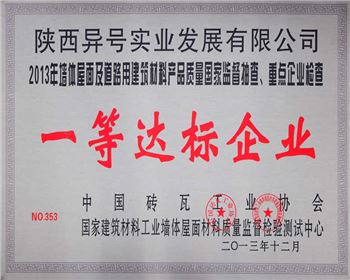 陕西异号实业发展有限公司
2013年墙体屋面及道路用建筑材料产品质量国家监督抽查、重点企业检查
一等达标企业
中国砖瓦工业协会
NO.353
国家建筑材料工业墙体屋面材料质量监督检验测试中心
二〇一三年十二月